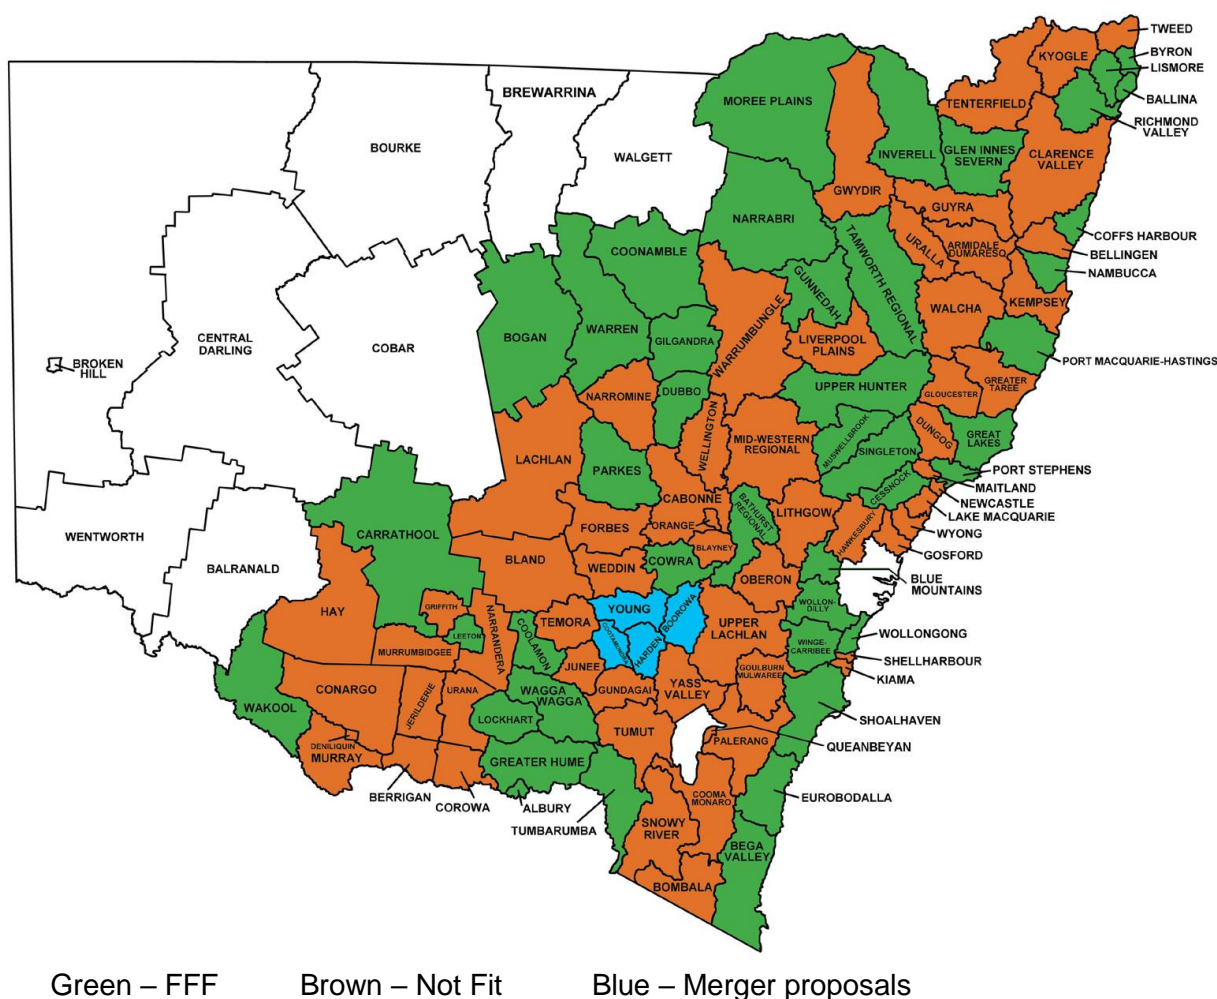 TWEED
KYOGLE
BYRON
LISMORE
BREWARRINA
MOREE PLAINS
TENTERFIELD
BALLINA
RICHMOND
VALLEY
BOURKE
WALGETT
INVERELL
GLEN INNES
SEVERN
CLARENCE
VALLEY
GWYDIR
GUYRA
NARRABRI
COFFS HARBOUR
COONAMBLE
TAMWORTH REGIONAL
URALLA
ARMIDALE
DUMARESQ
BELLINGEN
NAMBUCCA
GUNNEDAH
WALCHA
KEMPSEY
BOGAN
WARREN
GILGANDRA
WARRUMBUNGLE
LIVERPOOL
PLAINS
CENTRAL
DARLING
COBAR
BROKEN
HILL
PORT MACQUARIE-HASTINGS
UPPER HUNTER
GREATER
TAREE
GLOUCESTER
NARROMINE
DUBBO
WELLINGTON
MID-WESTERN
REGIONAL
MUSWELLBROOK
SINGLETON
DUNGOG
GREAT
LAKES
LACHLAN
PARKES
PORT STEPHENS
MAITLAND
CESSNOCK
NEWCASTLE
LAKE MACQUARIE
CABONNE
BATHURST
REGIONAL
LITHGOW
HAWKESBURY
WYONG
GOSFORD
CARRATHOOL
FORBES
ORANGE
BLAYNEY
WENTWORTH
BALRANALD
BLAND
WEDDIN
COWRA
OBERON
BLUE
MOUNTAINS
HAY
GRIFFITH
LEETON
NARRANDERA
COOLAMON
TEMORA
YOUNG
BOOROWA
COOTAMUNDRA
HARDEN
UPPER
LACHLAN
WOLLON-
DILLY
WOLLONGONG
WINGE-
CARRIBEE
SHELLHARBOUR
KIAMA
MURRUMBIDGEE
JUNEE
GOULBURN
MULWAREE
CONARGO
JERILDERIE
URANA
WAGGA
WAGGA
GUNDAGAI
YASS
VALLEY
WAKOOL
LOCKHART
SHOALHAVEN
TUMUT
PALERANG
QUEANBEYAN
DENILIQUIN
MURRAY
GREATER HUME
BERRIGAN
COROWA
ALBURY
TUMBARUMBA
COOMA
MONARO
EUROBODALLA
SNOWY
RIVER
BEGA
VALLEY
BOMBALA
Green – FFF Brown – Not Fit Blue – Merger proposals